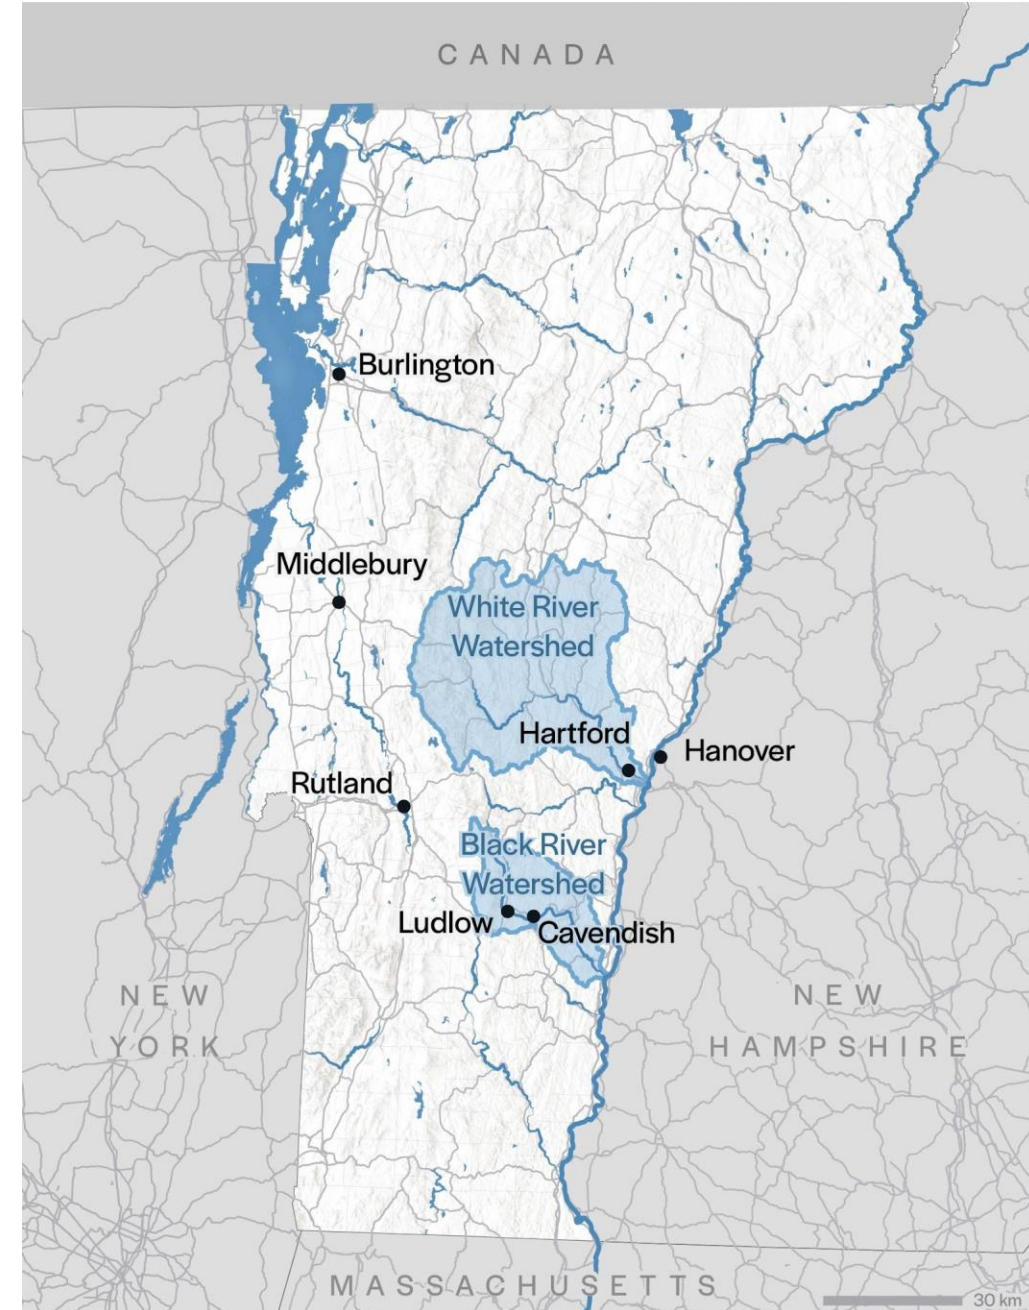 CANADA
Burlington
Middlebury
White River
Watershed
Hartford
Hanover
Rutland
Black River
Watershed
Ludlow
Cavendish
NEW
YORK
NEW
HAMPSHIRE
MASSACHUSETTS
30 km